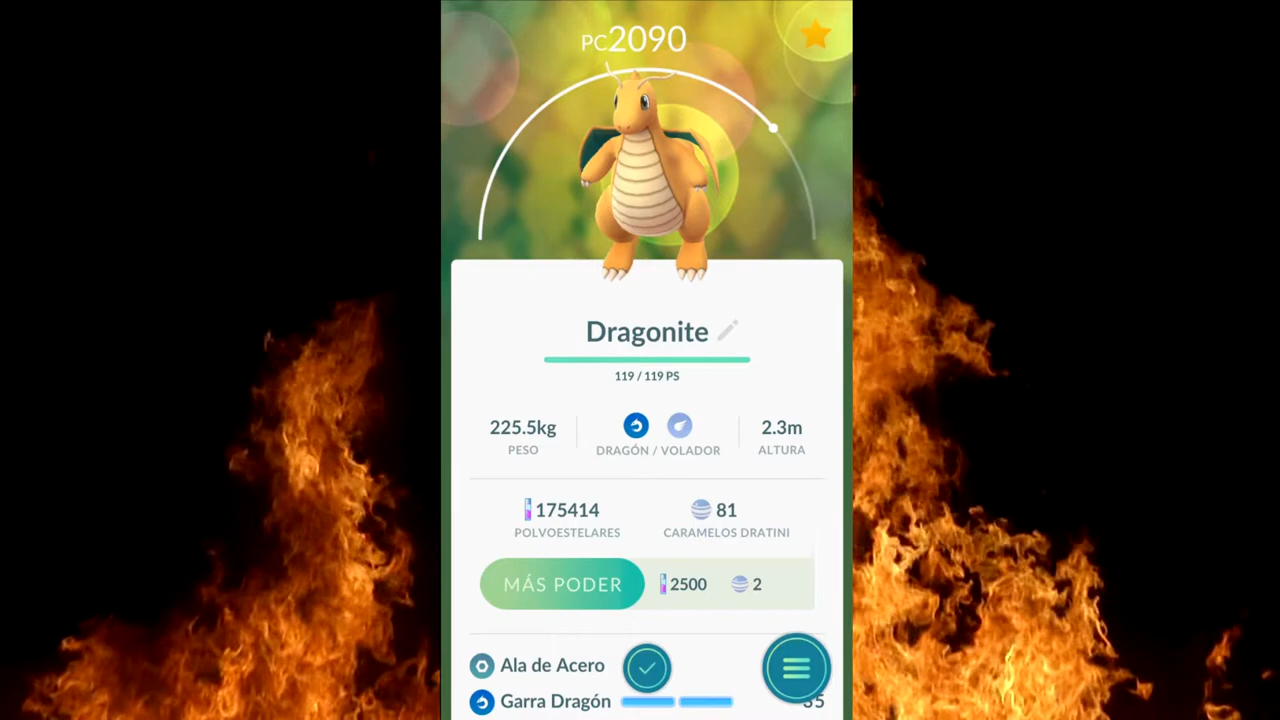 PC2090
Dragonite
119 / 119 PS
225.5kg
PESO
DRAGÓN / VOLADOR
2.3m
ALTURA
175414
POLVOESTELARES
81
CARAMELOS DRATINI
MÁS PODER
2500
2
Ala de Acero
Garra Dragón
35